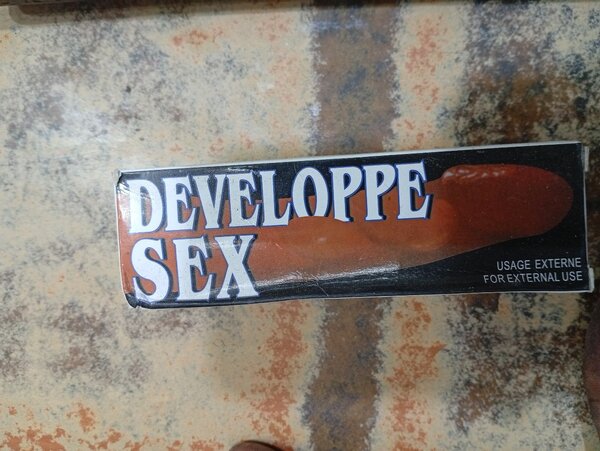 DEVELOPPE
SEX
USAGE EXTERNE
FOR EXTERNAL USE